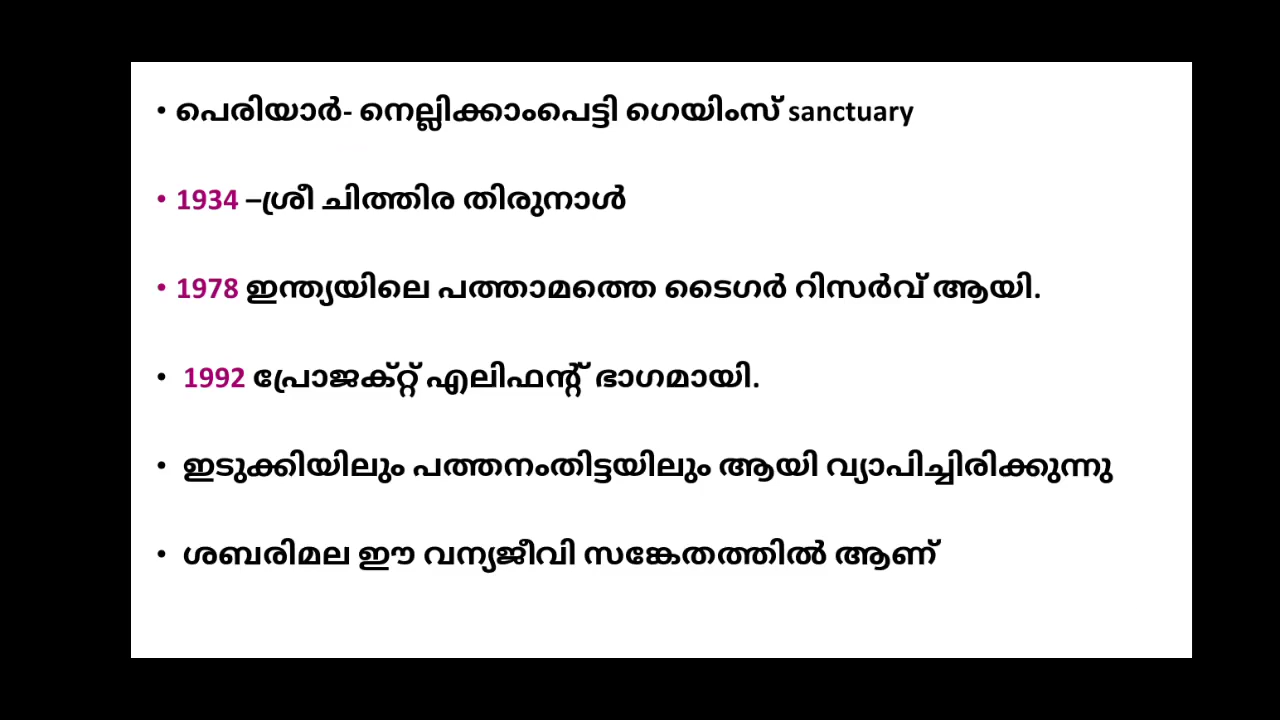 • പെരിയാർ- നെല്ലിക്കാംപെട്ടി ഗെയിംസ് sanctuary
• 1934 –ശ്രീ ചിത്തിര തിരുനാൾ
• 1978 ഇന്ത്യയിലെ പത്താമത്തെ ടൈഗർ റിസർവ് ആയി.
• 1992 പ്രോജക്റ്റ് എലിഫന്റ് ഭാഗമായി.
• ഇടുക്കിയിലും പത്തനംതിട്ടയിലും ആയി വ്യാപിച്ചിരിക്കുന്നു
• ശബരിമല ഈ വന്യജീവി സങ്കേതത്തിൽ ആണ്